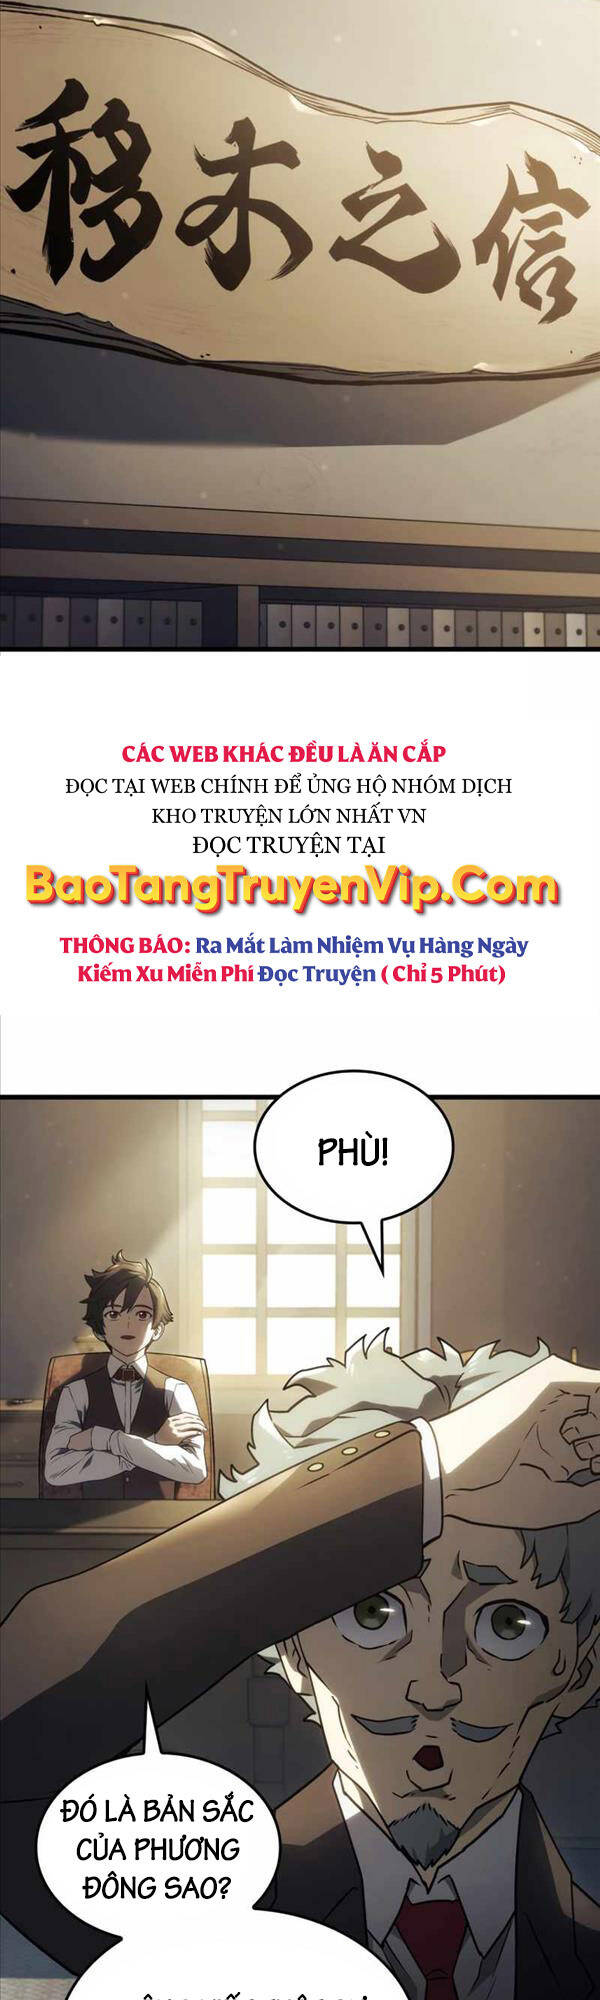 移木之信
CÁC WEB KHÁC ĐỀU LÀ ĂN CẮP
ĐỌC TẠI WEB CHÍNH ĐỂ ỦNG HỘ NHÓM DỊCH
KHO TRUYỆN LỚN NHẤT VN
ĐỌC TRUYỆN TẠI
BaoTangTruyenVip.Com
THÔNG BÁO: Ra Mắt Làm Nhiệm Vụ Hàng Ngày
Kiếm Xu Miễn Phí Đọc Truyện ( Chỉ 5 Phút)
PHÙ!
ĐÓ LÀ BẢN SẮC
CỦA PHƯƠNG
ĐÔNG SAO?